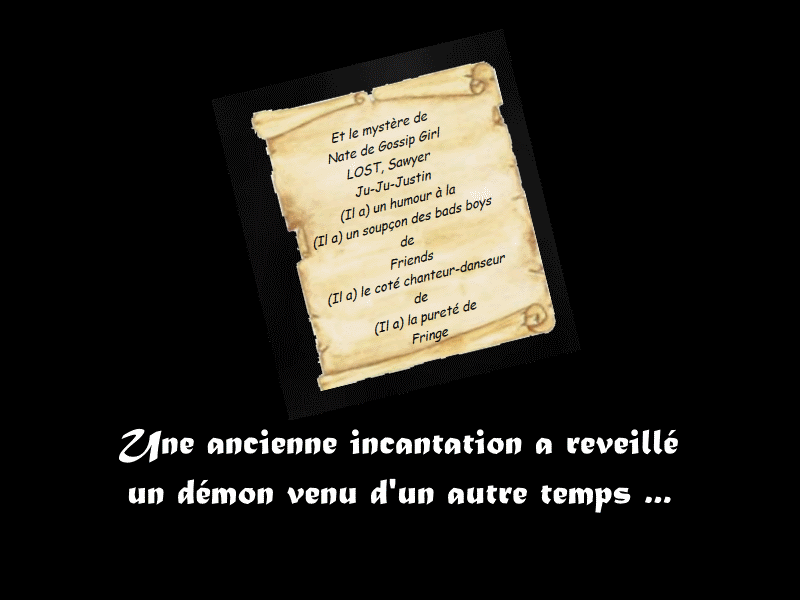 Et le mystère de
Nate de Gossip Girl
LOST, Sawyer
Ju-Ju-Justin
(Il a) un humour à la
(Il a) un soupçon des bads boys
de
Friends
(Il a) le coté chanteur-danseur
de
(Il a) la pureté de
Fringe
Une ancienne incantation a reveillé
un démon venu d'un autre temps ...